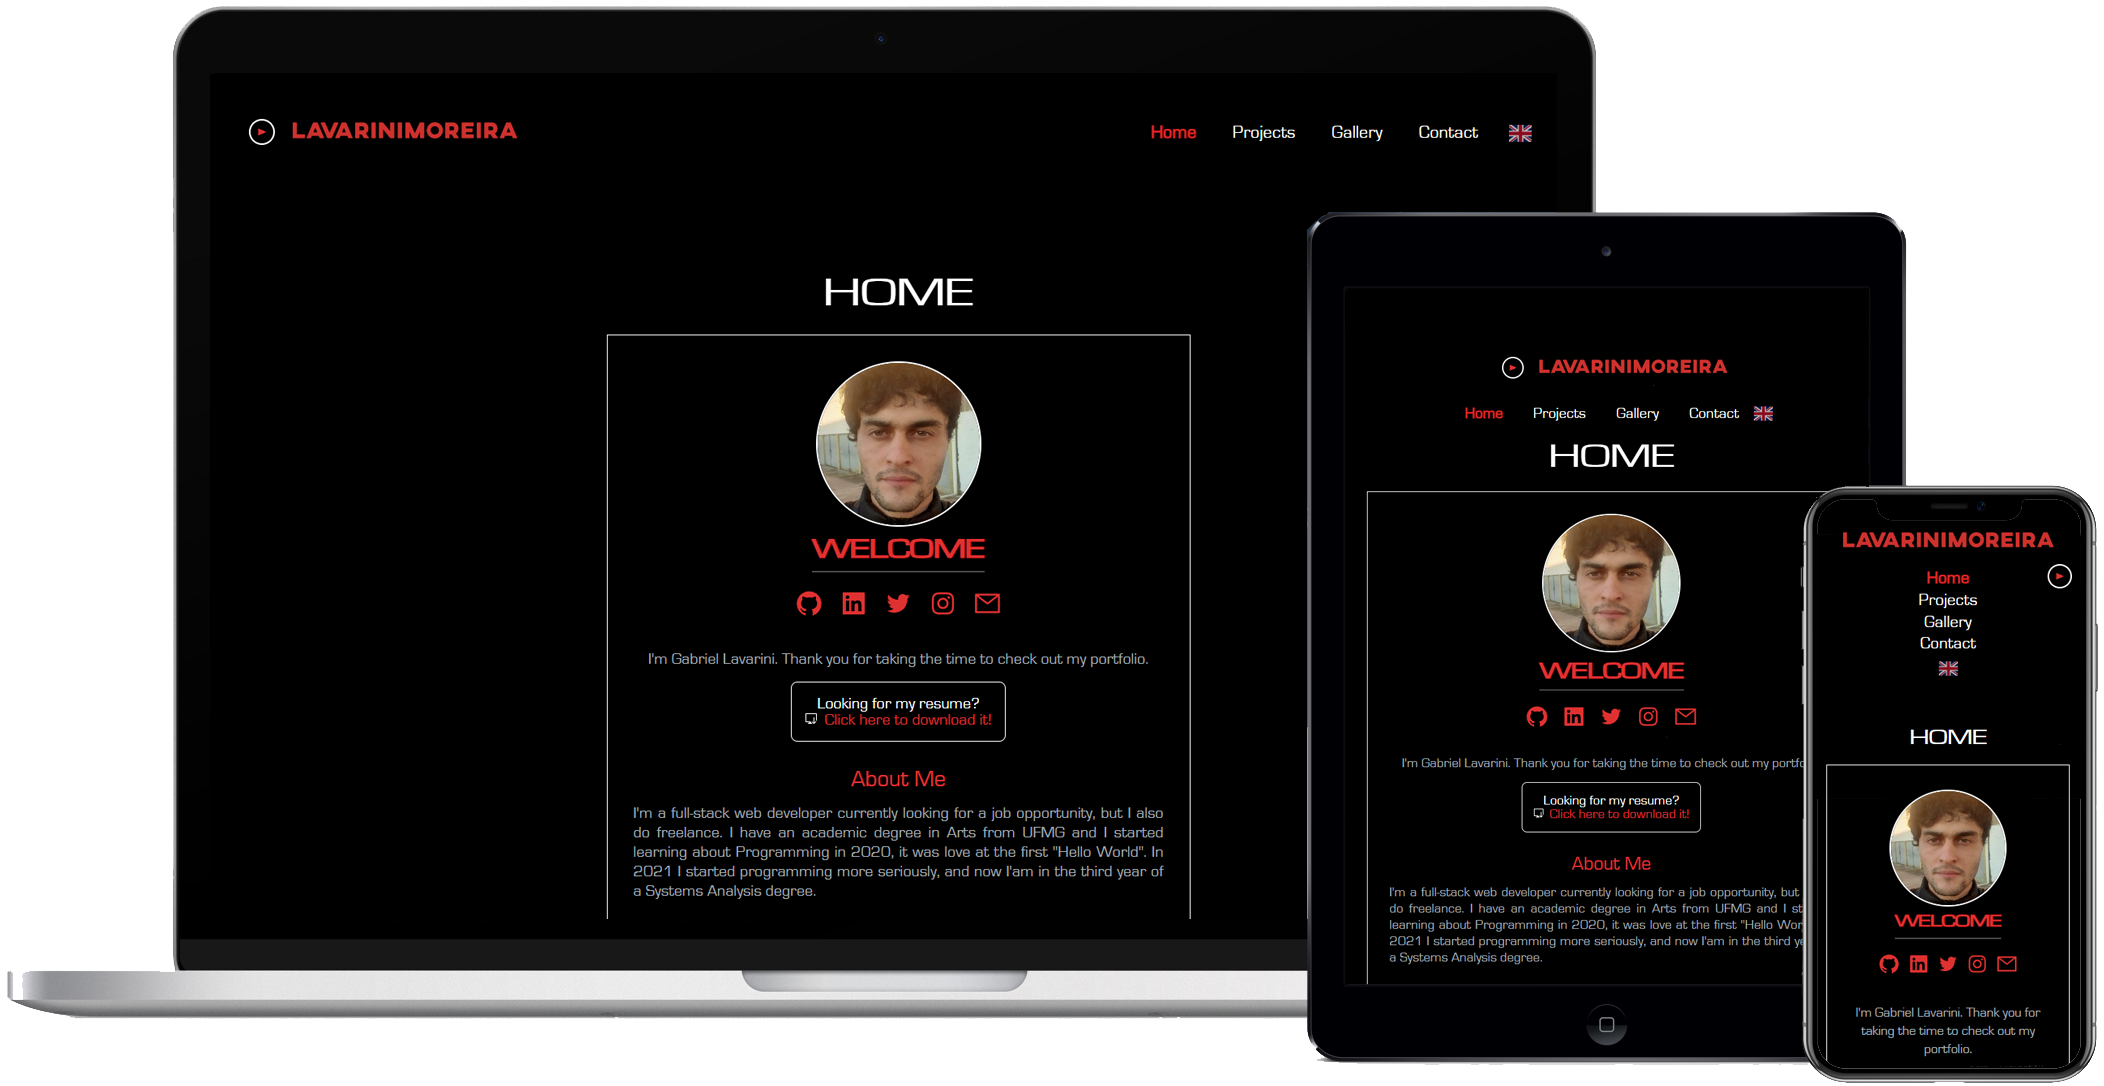 LAVARINIMOREIRA
Home Projects Gallery Contact
HOME
WELCOME
I'm Gabriel Lavarini. Thank you for taking the time to check out my portfolio.
Looking for my resume?
Click here to download it!
About Me
I'm a full-stack web developer currently looking for a job opportunity, but I also
do freelance. I have an academic degree in Arts from UFMG and I started
learning about Programming in 2020, it was love at the first "Hello World". In
2021 I started programming more seriously, and now I'am in the third year of
a Systems Analysis degree.
LAVARINIMOREIRA
Home Projects Gallery Contact
HOME
WELCOME
I'm Gabriel Lavarini. Thank you for taking the time to check out my portfo
Looking for my resume?
Click here to download it!
About Me
I'm a full-stack web developer currently looking for a job opportunity, but
do freelance. I have an academic degree in Arts from UFMG and I st
learning about Programming in 2020, it was love at the first "Hello Wor
2021 I started programming more seriously, and now I'am in the third ye
a Systems Analysis degree.
LAVARINIMOREIRA
Home
Projects
Gallery
Contact
HOME
WELCOME
I'm Gabriel Lavarini. Thank you for
taking the time to check out my
portfolio.